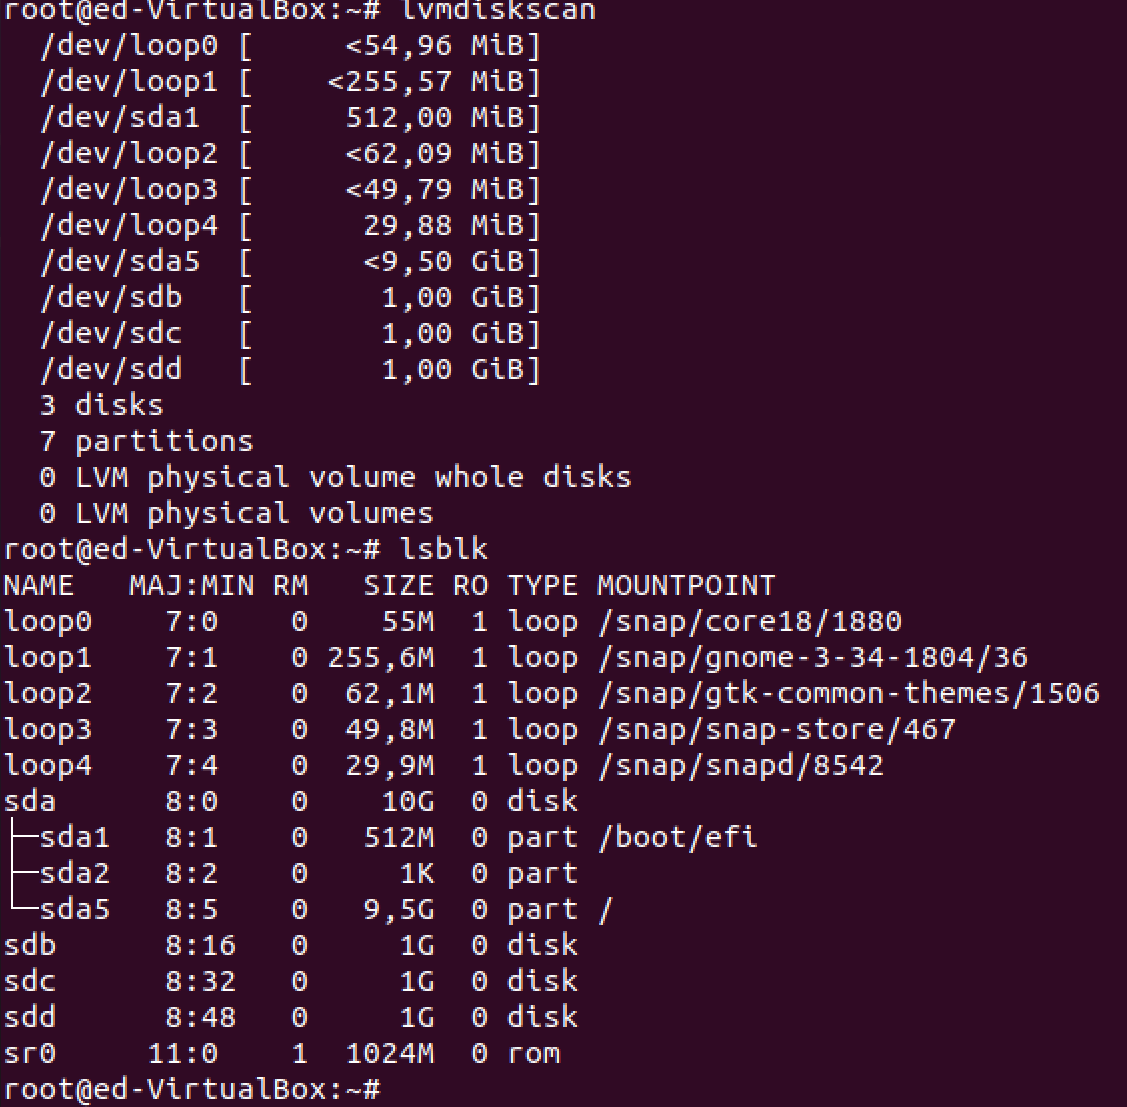 root@ed-VirtualBox:~# lvmdiskscan
  /dev/loop0 [      <54,96 MiB]
  /dev/loop1 [     <255,57 MiB]
  /dev/sda1  [      512,00 MiB]
  /dev/loop2 [      <62,09 MiB]
  /dev/loop3 [      <49,79 MiB]
  /dev/loop4 [       29,88 MiB]
  /dev/sda5  [       <9,50 GiB]
  /dev/sdb   [        1,00 GiB]
  /dev/sdc   [        1,00 GiB]
  /dev/sdd   [        1,00 GiB]
  3 disks
  7 partitions
  0 LVM physical volume whole disks
  0 LVM physical volumes
root@ed-VirtualBox:~# lsblk
NAME   MAJ:MIN RM   SIZE RO TYPE MOUNTPOINT
loop0    7:0    0    55M  1 loop /snap/core18/1880
loop1    7:1    0 255,6M  1 loop /snap/gnome-3-34-1804/36
loop2    7:2    0  62,1M  1 loop /snap/gtk-common-themes/1506
loop3    7:3    0  49,8M  1 loop /snap/snap-store/467
loop4    7:4    0  29,9M  1 loop /snap/snapd/8542
sda      8:0    0    10G  0 disk
├─sda1   8:1    0   512M  0 part /boot/efi
├─sda2   8:2    0     1K  0 part
└─sda5   8:5    0   9,5G  0 part /
sdb      8:16   0     1G  0 disk
sdc      8:32   0     1G  0 disk
sdd      8:48   0     1G  0 disk
sr0     11:0    1  1024M  0 rom
root@ed-VirtualBox:~#